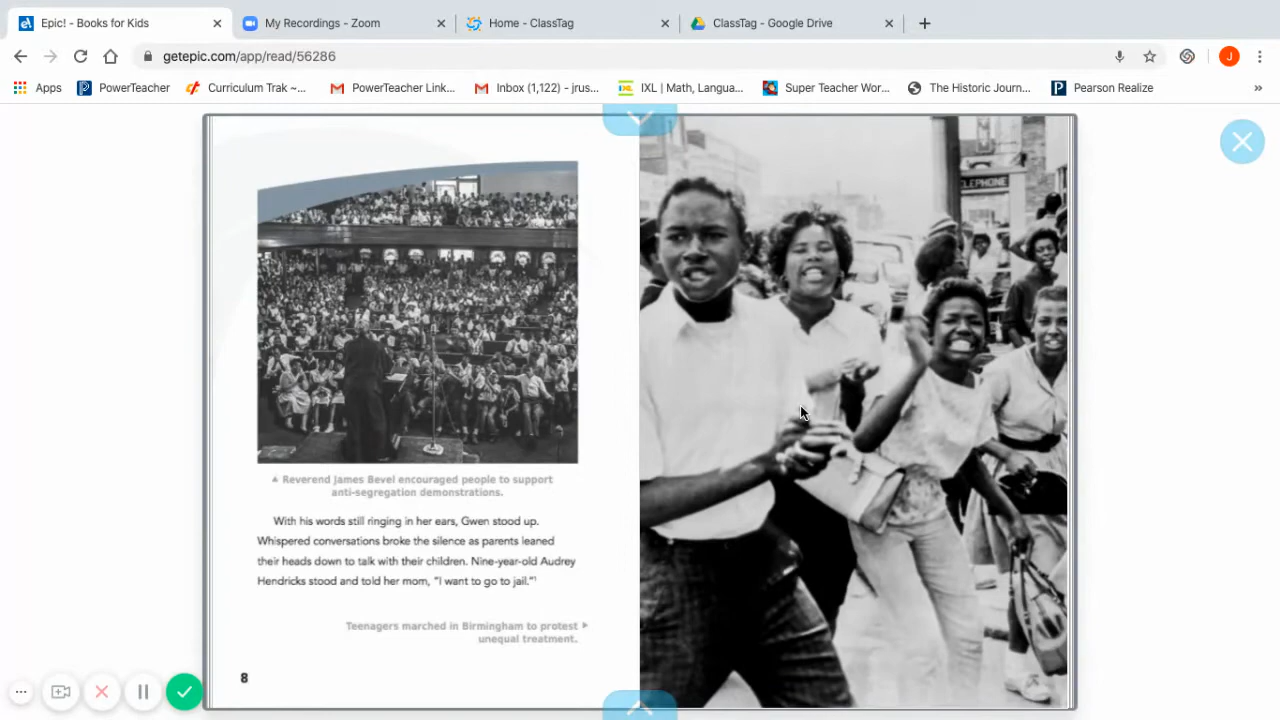 Epic! - Books for Kids
My Recordings - Zoom
Home - ClassTag
ClassTag - Google Drive
getepic.com/app/read/56286
J
Apps
PowerTeacher
Curriculum Trak ~...
PowerTeacher Link...
Inbox (1,122) - jrus...
IXL | Math, Langua...
Super Teacher Wor...
The Historic Journ...
Pearson Realize
»
ELEPHONE
▲ Reverend James Bevel encouraged people to support
anti-segregation demonstrations.
With his words still ringing in her ears, Gwen stood up.
Whispered conversations broke the silence as parents leaned
their heads down to talk with their children. Nine-year-old Audrey
Hendricks stood and told her mom, “I want to go to jail.”¹
Teenagers marched in Birmingham to protest ▶
unequal treatment.
8